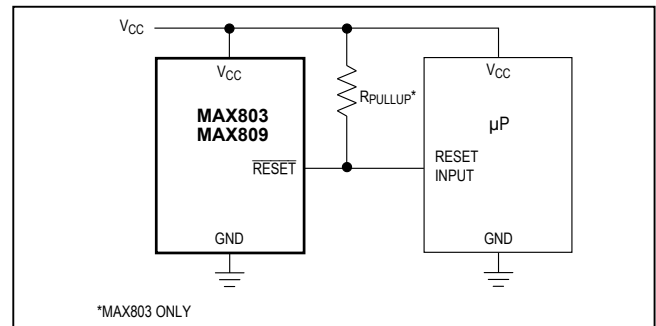 VCC
VCC
MAX803
MAX809
RESET
GND
RPULLUP*
VCC
µP
RESET
INPUT
GND
*MAX803 ONLY